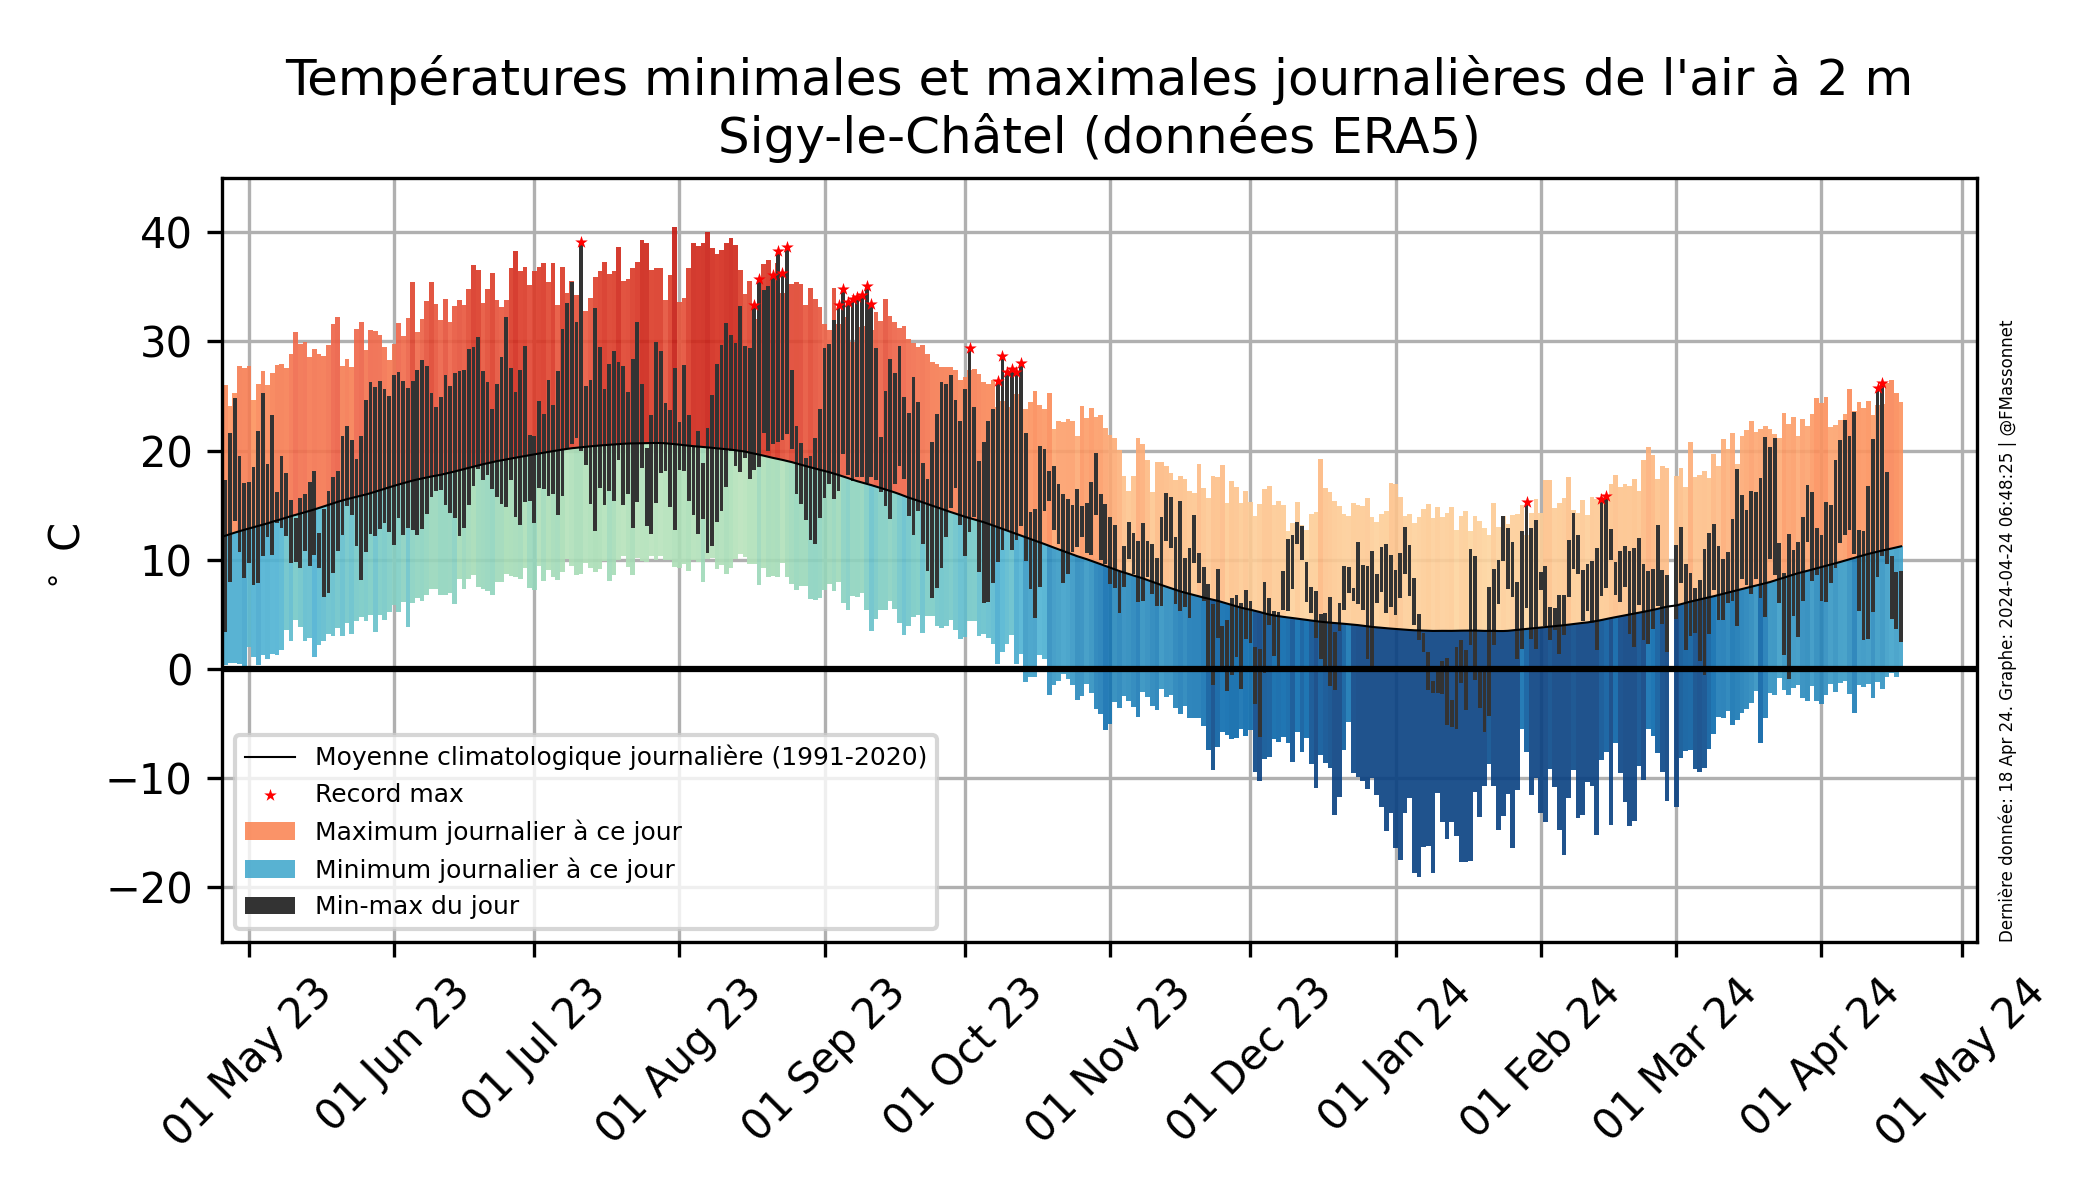 Températures minimales et maximales journalières de l'air à 2 m
Sigy-le-Châtel (données ERA5)
40
30
20
10
0
−10
−20
° C
Moyenne climatologique journalière (1991-2020)
Record max
Maximum journalier à ce jour
Minimum journalier à ce jour
Min-max du jour
01 May 23
01 Jun 23
01 Jul 23
01 Aug 23
01 Sep 23
01 Oct 23
01 Nov 23
01 Dec 23
01 Jan 24
01 Feb 24
01 Mar 24
01 Apr 24
01 May 24
Dernière donnée: 18 Apr 24. Graphe: 2024-04-24 06:48:25 | @FMassonnet